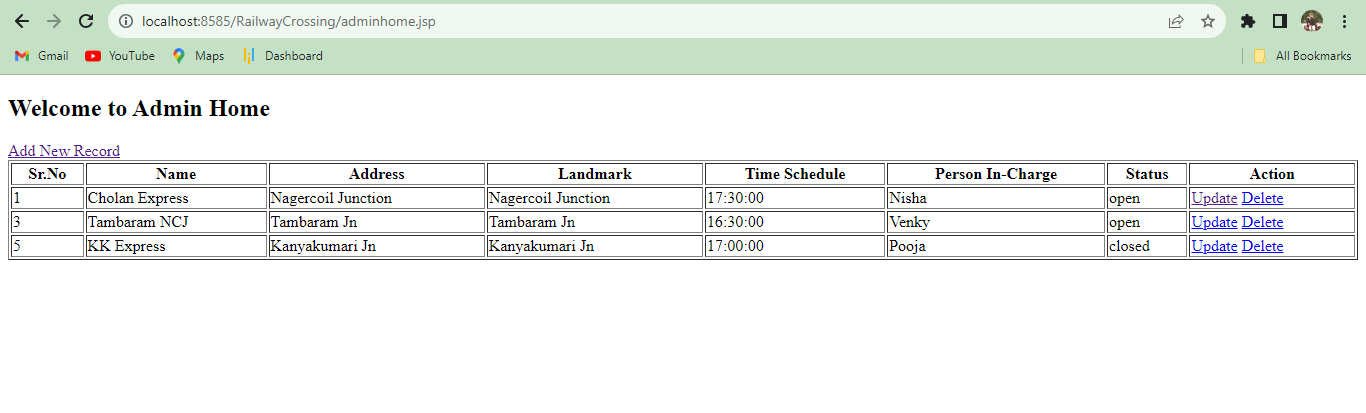 localhost:8585/RailwayCrossing/adminhome.jsp
Gmail YouTube Maps Dashboard All Bookmarks
Welcome to Admin Home
Add New Record
Sr.No Name Address Landmark Time Schedule Person In-Charge Status Action
1 Cholan Express Nagercoil Junction Nagercoil Junction 17:30:00 Nisha open Update Delete
3 Tambaram NCJ Tambaram Jn Tambaram Jn 16:30:00 Venky open Update Delete
5 KK Express Kanyakumari Jn Kanyakumari Jn 17:00:00 Pooja closed Update Delete